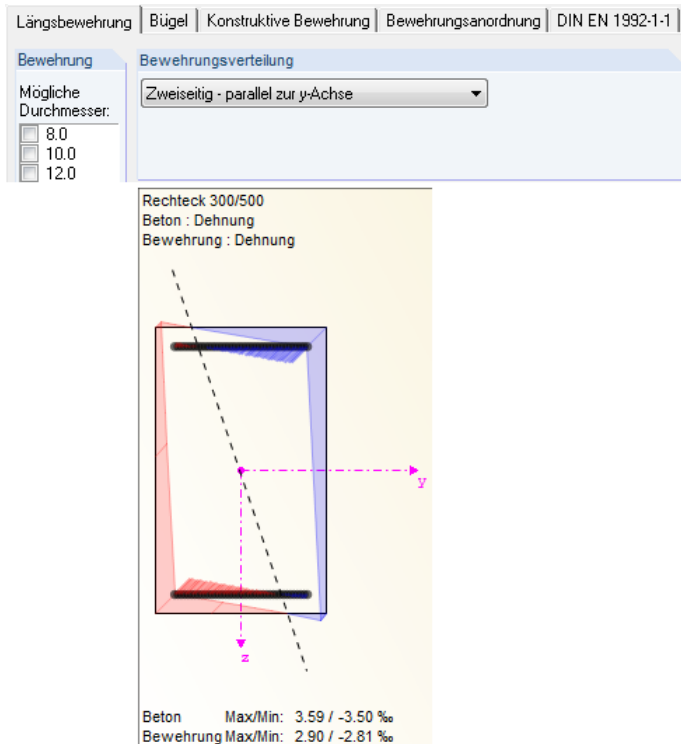 Längsbewehrung Bügel Konstruktive Bewehrung Bewehrungsanordnung DIN EN 1992-1-1
Bewehrung Bewehrungsverteilung
Mögliche
Durchmesser:
Zweiseitig - parallel zur y-Achse
8.0
10.0
12.0
Rechteck 300/500
Beton : Dehnung
Bewehrung : Dehnung
y
z
Beton Max/Min: 3.59 / -3.50 ‰
Bewehrung Max/Min: 2.90 / -2.81 ‰